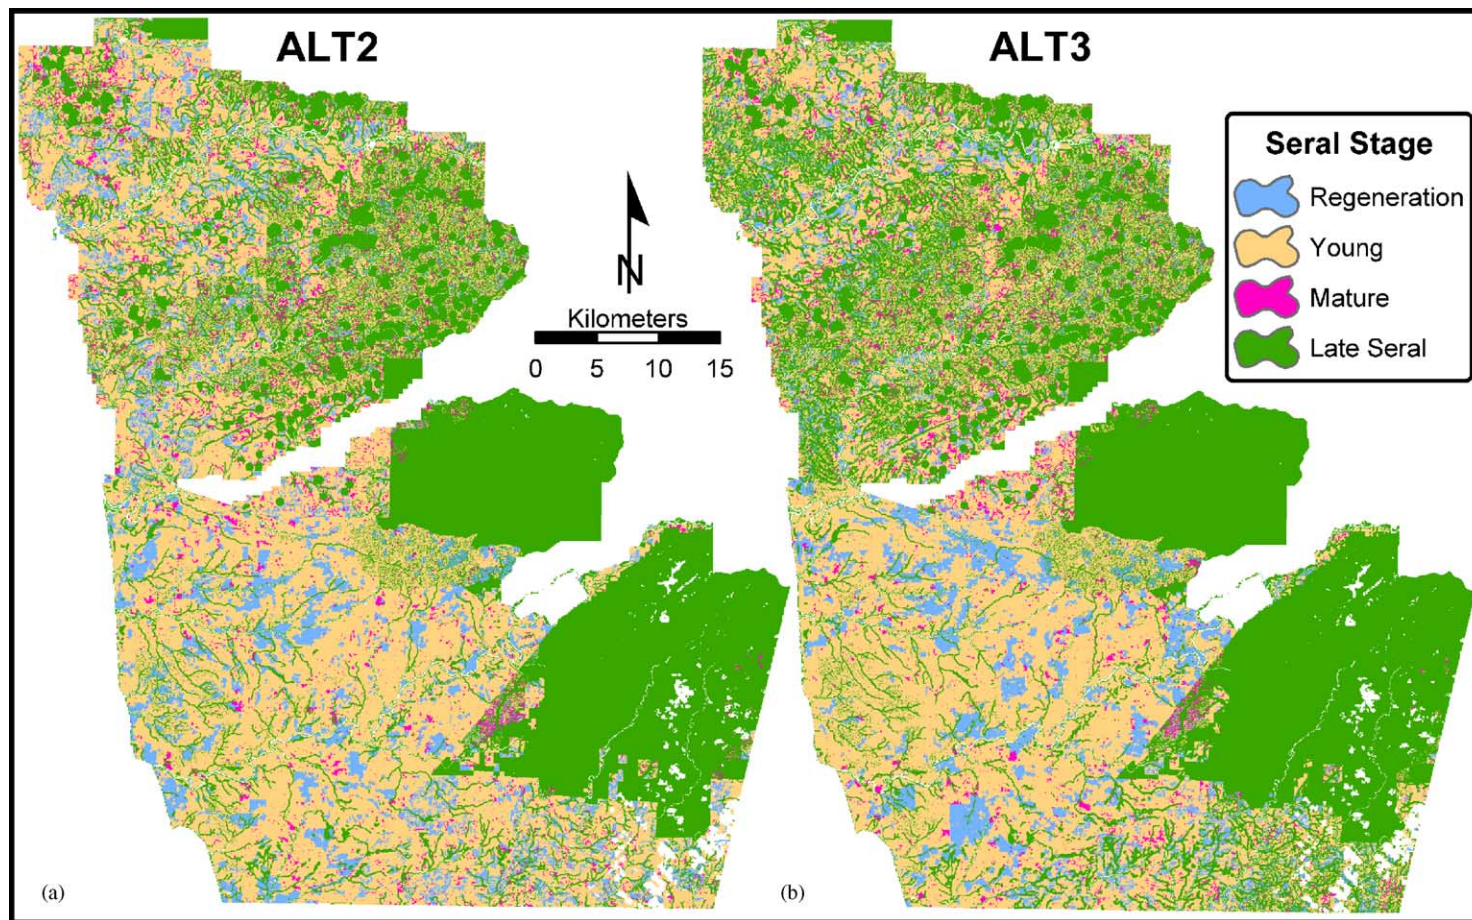 ALT2
ALT3
Seral Stage
Regeneration
Young
Mature
Late Seral
N
Kilometers
0 5 10 15
(a)
(b)